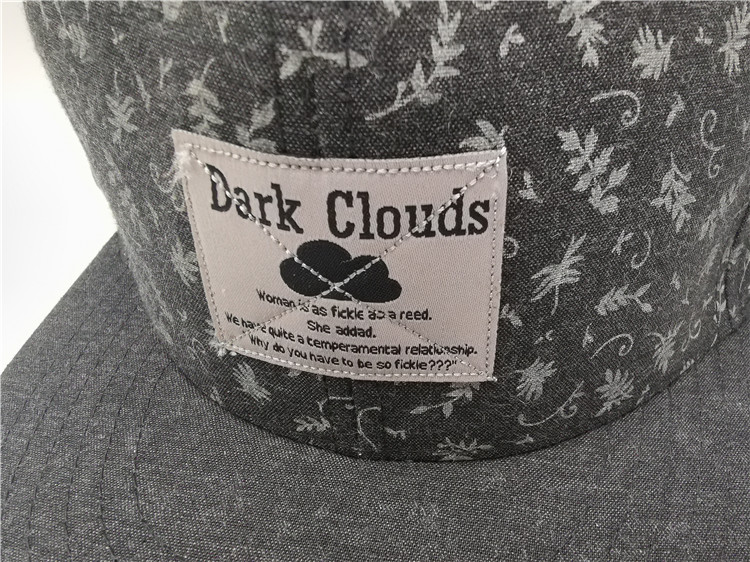 Dark Clouds
Woman is as fickle as a reed.
She addad.
We have quite a temperamental relationship.
"Why do you have to be so fickle???"